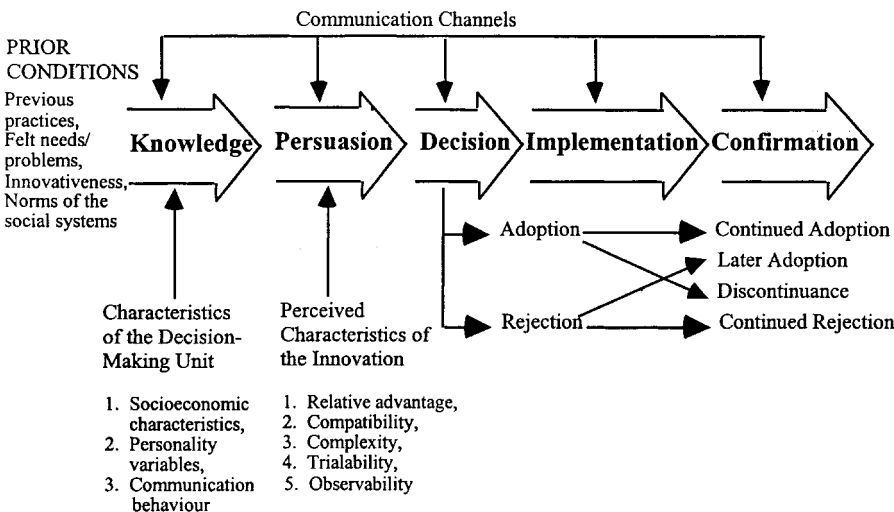 Communication Channels
PRIOR
CONDITIONS
Previous
practices,
Felt needs/
problems,
Innovativeness,
Norms of the
social systems
Knowledge
Persuasion
Decision
Implementation
Confirmation
Adoption
Continued Adoption
Later Adoption
Discontinuance
Rejection
Continued Rejection
Characteristics
of the Decision-
Making Unit
1. Socioeconomic
characteristics,
2. Personality
variables,
3. Communication
behaviour
Perceived
Characteristics of
the Innovation
1. Relative advantage,
2. Compatibility,
3. Complexity,
4. Trialability,
5. Observability